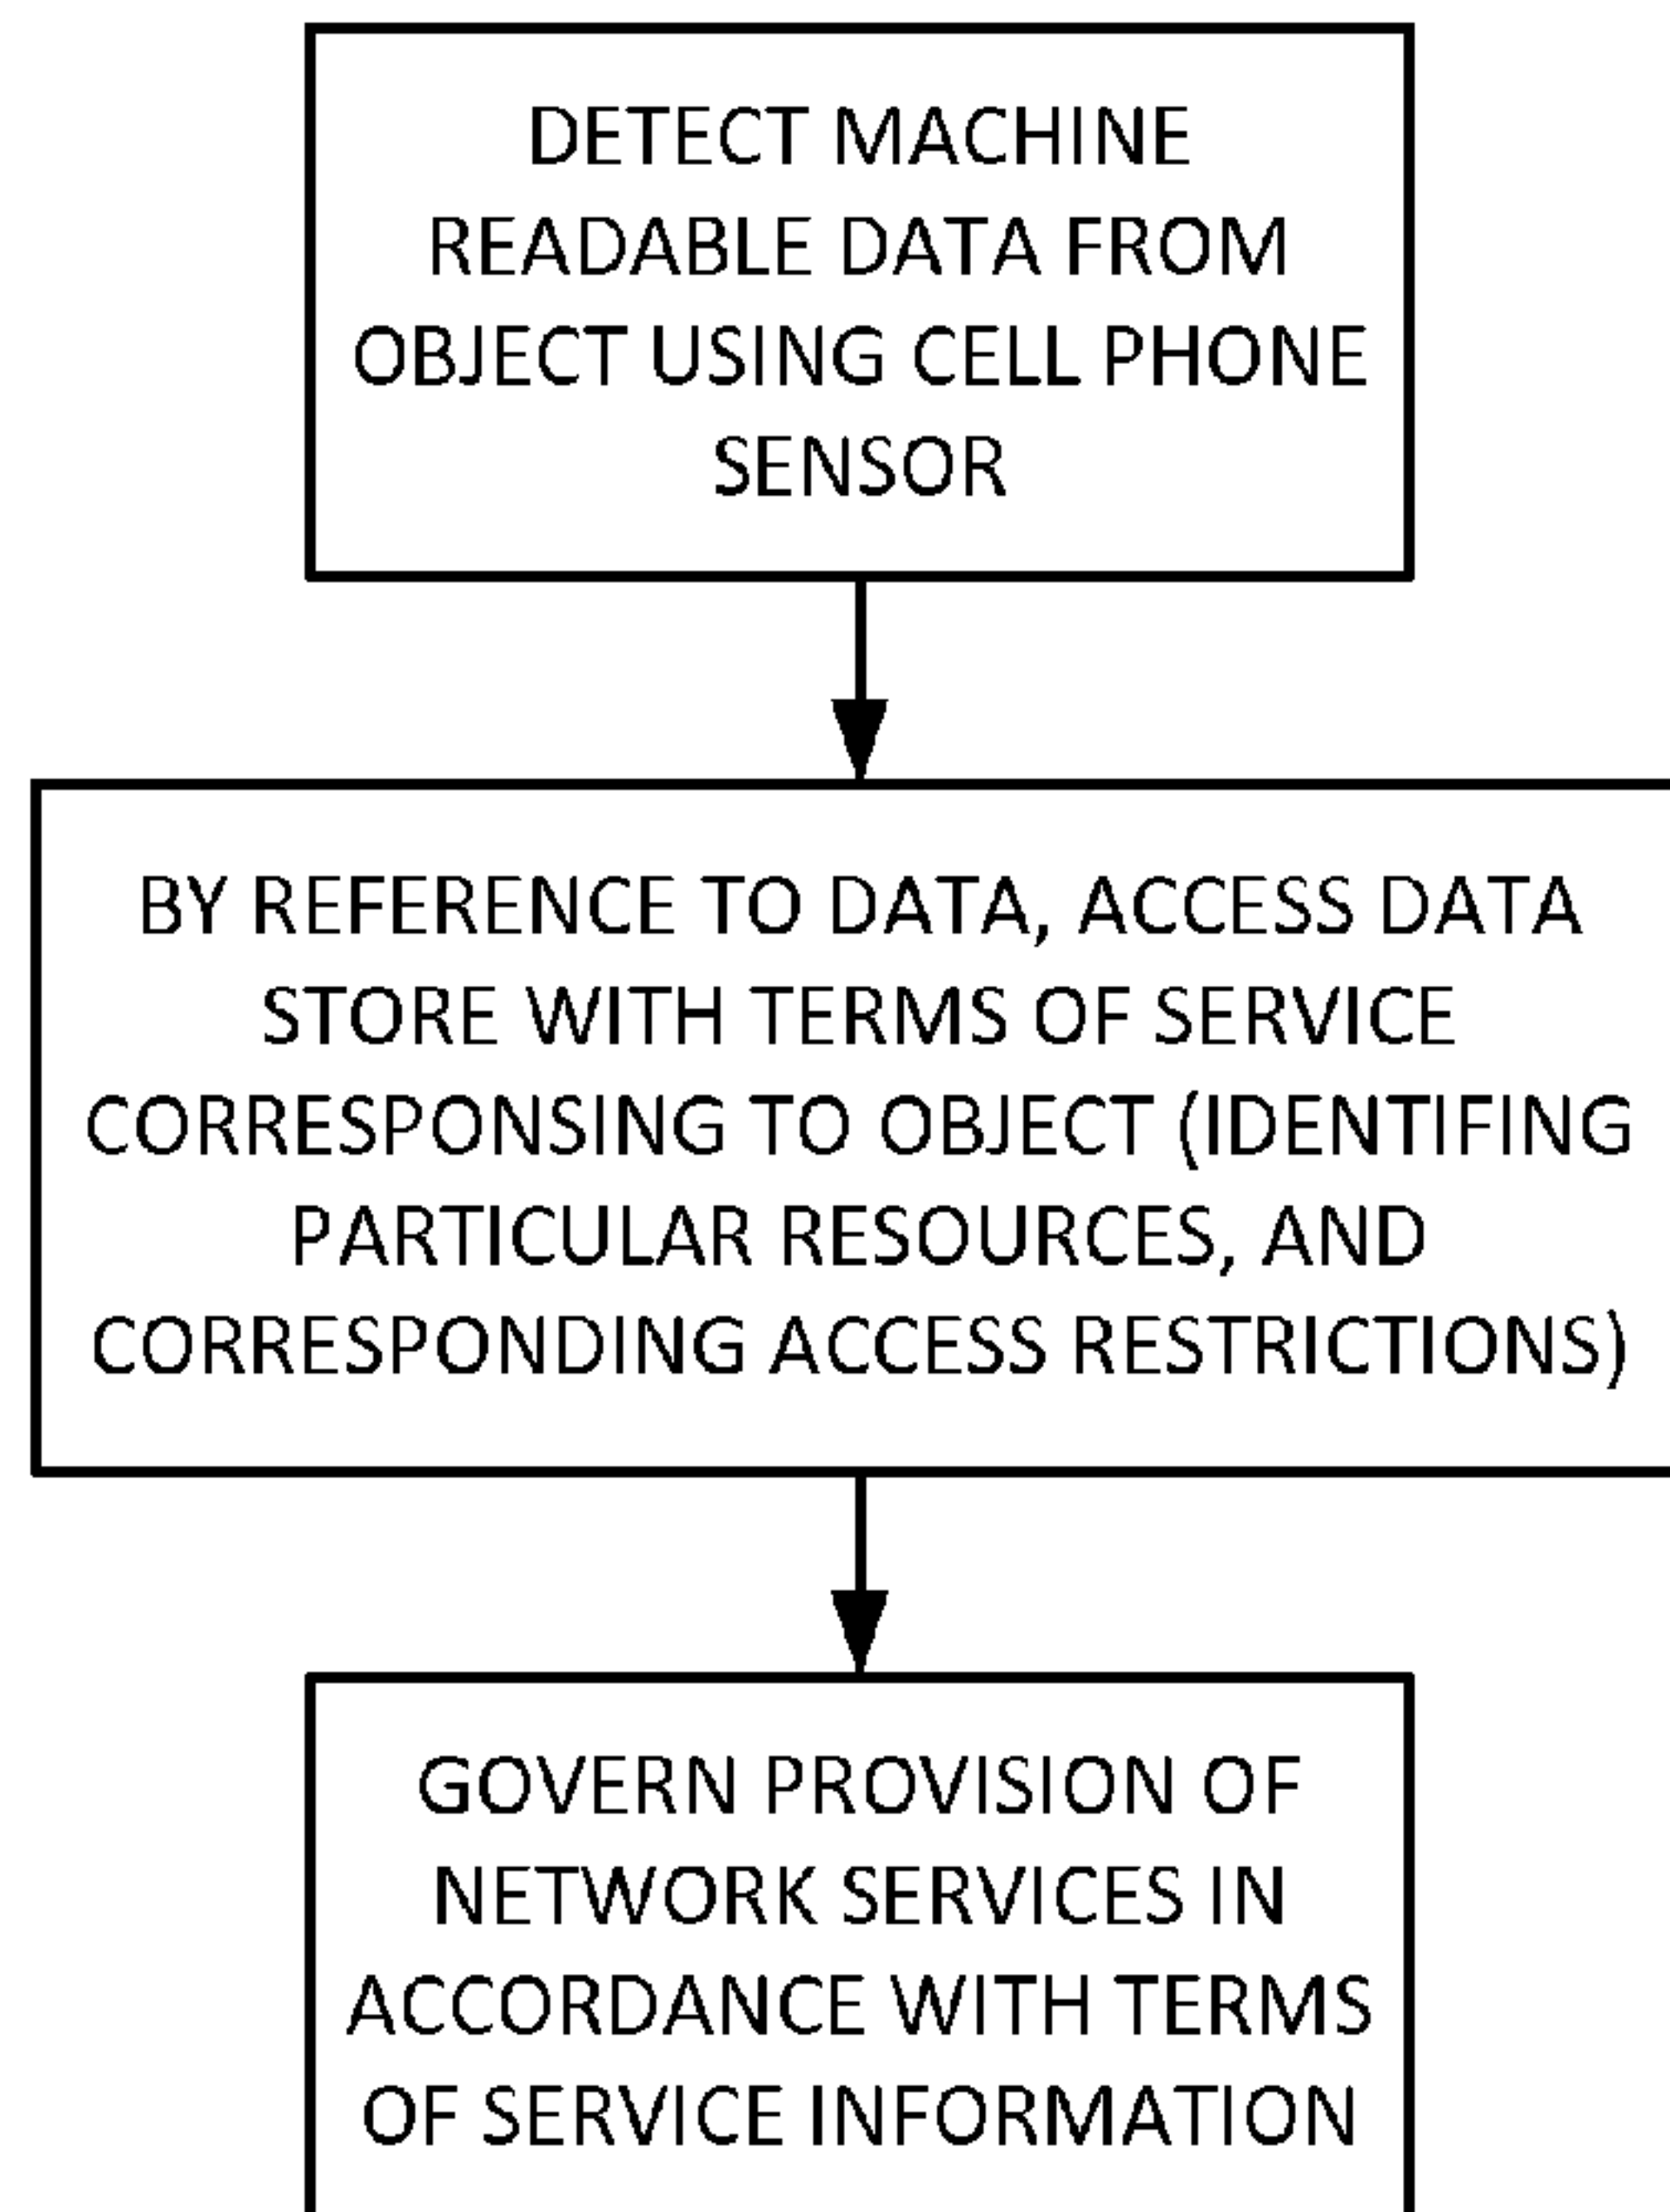 DETECT MACHINE
READABLE DATA FROM
OBJECT USING CELL PHONE
SENSOR
BY REFERENCE TO DATA, ACCESS DATA
STORE WITH TERMS OF SERVICE
CORRESPONSING TO OBJECT (IDENTIFING
PARTICULAR RESOURCES, AND
CORRESPONDING ACCESS RESTRICTIONS)
GOVERN PROVISION OF
NETWORK SERVICES IN
ACCORDANCE WITH TERMS
OF SERVICE INFORMATION